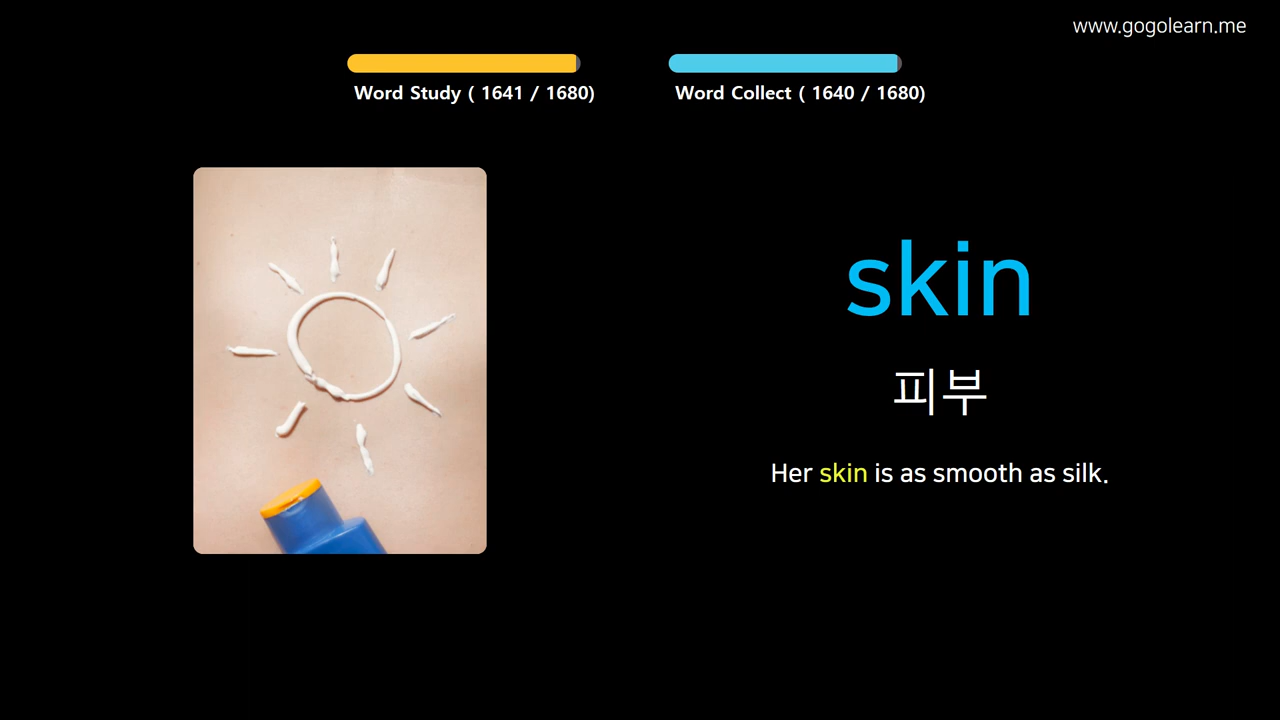 www.gogolearn.me
Word Study ( 1641 / 1680)
Word Collect ( 1640 / 1680)
skin
피부
Her skin is as smooth as silk.